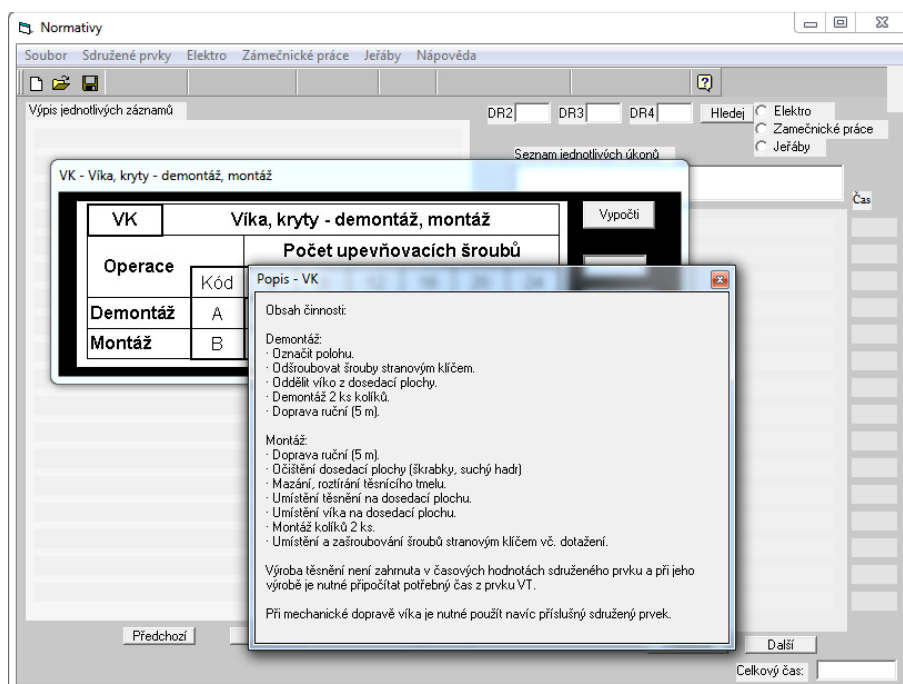 Normativy
Soubor Sdružené prvky Elektro Zámečnické práce Jeřáby Nápověda
Výpis jednotlivých záznamů
DR2 DR3 DR4 Hledej
Elektro
Zamečnické práce
Jeřáby
Seznam jednotlivých úkonů
Čas
VK - Víka, kryty - demontáž, montáž
VK Víka, kryty - demontáž, montáž
Vypočti
Operace
Počet upevňovacích šroubů
Kód 12 16 20 24
Demontáž A
Montáž B
Popis - VK
Obsah činnosti:
Demontáž:
· Označit polohu.
· Odšroubovat šrouby stranovým klíčem.
· Oddělit víko z dosedací plochy.
· Demontáž 2 ks kolíků.
· Doprava ruční (5 m).
Montáž:
· Doprava ruční (5 m).
· Očištění dosedací plochy (škrabky, suchý hadr)
· Mazání, roztírání těsnícího tmelu.
· Umístění těsnění na dosedací plochu.
· Umístění víka na dosedací plochu.
· Montáž kolíků 2 ks.
· Umístění a zašroubování šroubů stranovým klíčem vč. dotažení.
Výroba těsnění není zahrnuta v časových hodnotách sdruženého prvku a při jeho
výrobě je nutné připočítat potřebný čas z prvku VT.
Při mechanické dopravě víka je nutné použít navíc příslušný sdružený prvek.
Předchozí
Další
Celkový čas: